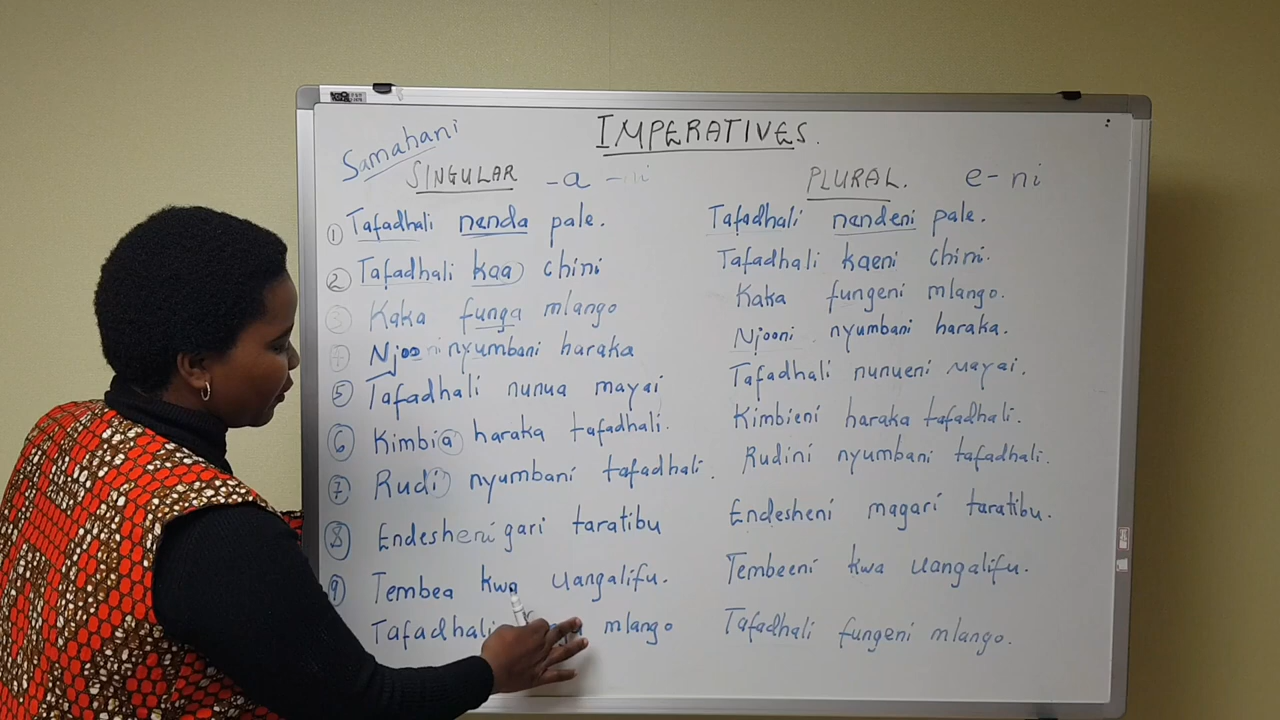 IMPERATIVES.
Samahani
SINGULAR -a -ni PLURAL. e-ni
1 Tafadhali nenda pale. Tafadhali nendeni pale.
2 Tafadhali kaa chini Tafadhali kaeni chini.
3 Kaka funga mlango Kaka fungeni mlango.
4 Njooni nyumbani haraka Njooni nyumbani haraka.
5 Tafadhali nunua mayai Tafadhali nunueni mayai.
6 Kimbia haraka tafadhali. Kimbieni haraka tafadhali.
7 Rudi nyumbani tafadhali. Rudini nyumbani tafadhali.
8 Endesheni gari taratibu Endesheni magari taratibu.
9 Tembea kwa Uangalifu. Tembeeni kwa uangalifu.
Tafadhali mlango Tafadhali fungeni mlango.